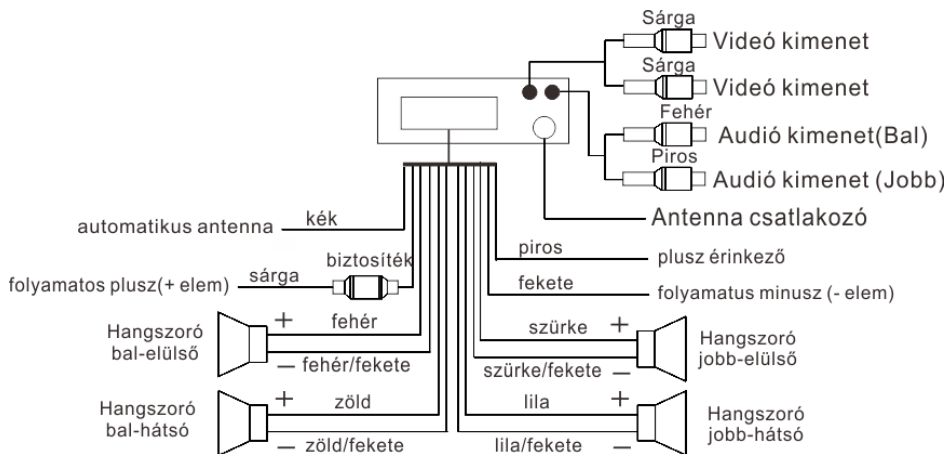 Sárga
Videó kimenet
Sárga
Videó kimenet
Fehér
Audió kimenet(Bal)
Piros
Audió kimenet (Jobb)
Antenna csatlakozó
automatikus antenna
kék
piros
plusz érinkező
folyamatos plusz(+ elem)
sárga
biztosíték
fekete
folyamatus minusz (- elem)
Hangszoró
bal-elülső
+
fehér
–
fehér/fekete
szürke
+
szürke/fekete
–
Hangszoró
jobb-elülső
Hangszoró
bal-hátsó
+
zöld
–
zöld/fekete
lila
+
lila/fekete
–
Hangszoró
jobb-hátsó